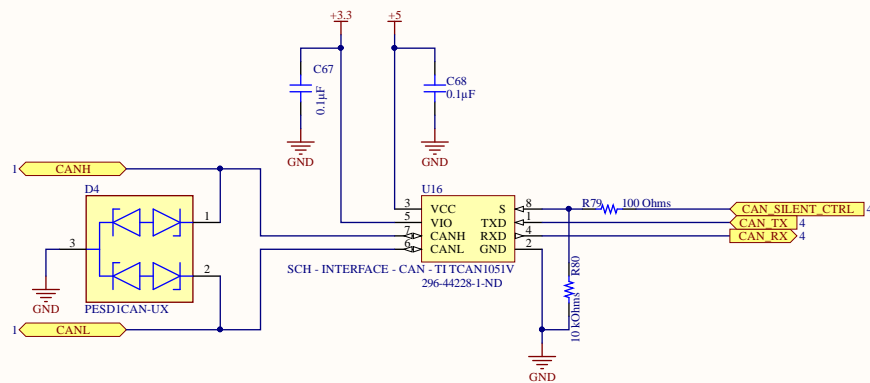 +3.3
+5
C67
0.1µF
C68
0.1µF
GND
GND
1 CANH
D4
1
3
2
GND
PESD1CAN-UX
1 CANL
U16
3 VCC S 8
5 VIO TXD 1
7 CANH RXD 4
6 CANL GND 2
SCH - INTERFACE - CAN - TI TCAN1051V
296-44228-1-ND
R79 100 Ohms
CAN_SILENT_CTRL 4
CAN_TX 4
CAN_RX 4
R80
10 kOhms
GND